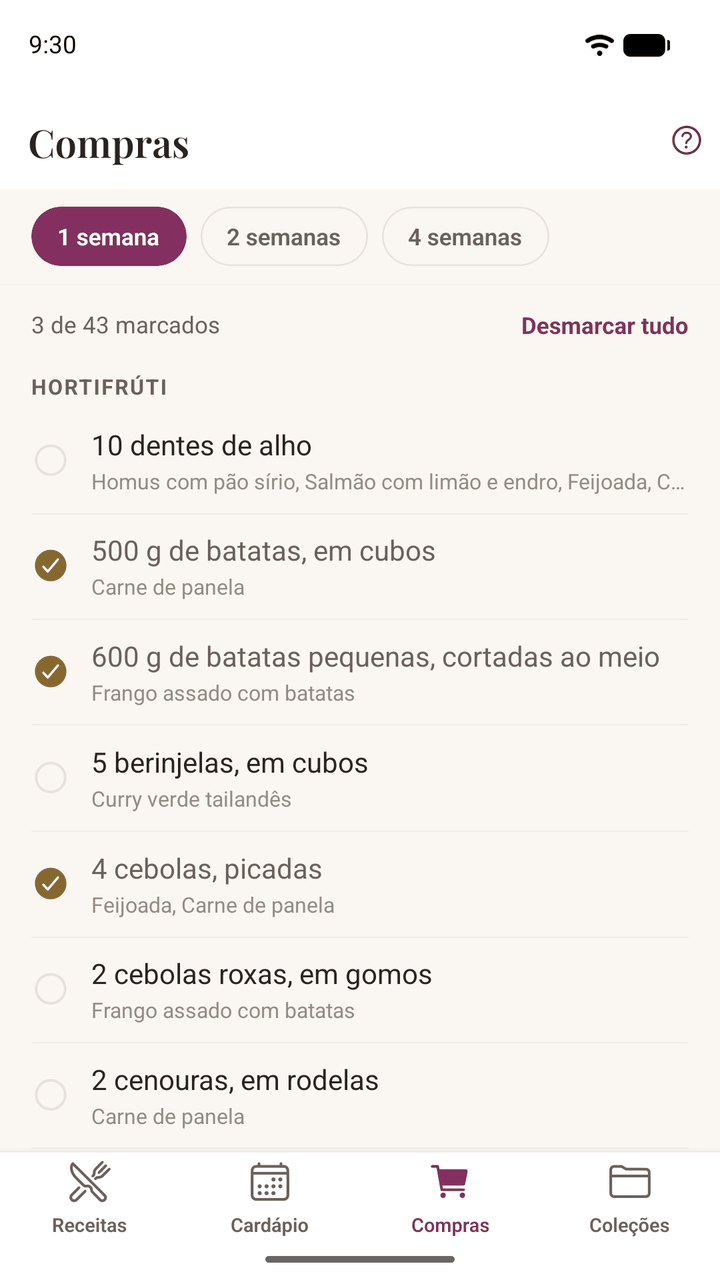 9:30
Compras
1 semana
2 semanas
4 semanas
3 de 43 marcados
Desmarcar tudo
HORTIFRÚTI
10 dentes de alho
Homus com pão sírio, Salmão com limão e endro, Feijoada, C...
500 g de batatas, em cubos
Carne de panela
600 g de batatas pequenas, cortadas ao meio
Frango assado com batatas
5 berinjelas, em cubos
Curry verde tailandês
4 cebolas, picadas
Feijoada, Carne de panela
2 cebolas roxas, em gomos
Frango assado com batatas
2 cenouras, em rodelas
Carne de panela
Receitas
Cardápio
Compras
Coleções